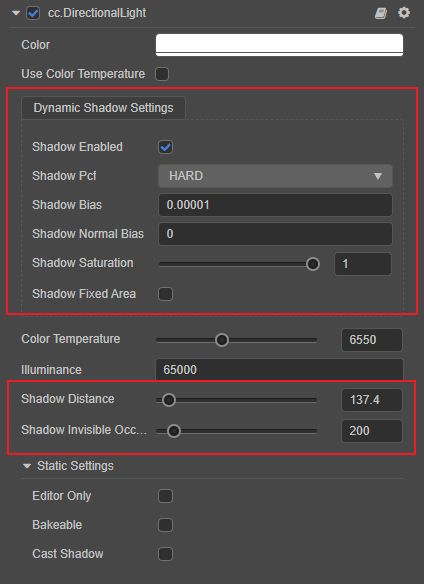 cc.DirectionalLight
Color
Use Color Temperature
Dynamic Shadow Settings
Shadow Enabled
Shadow Pcf HARD
Shadow Bias 0.00001
Shadow Normal Bias 0
Shadow Saturation 1
Shadow Fixed Area
Color Temperature 6550
Illuminance 65000
Shadow Distance 137.4
Shadow Invisible Occ... 200
Static Settings
Editor Only
Bakeable
Cast Shadow